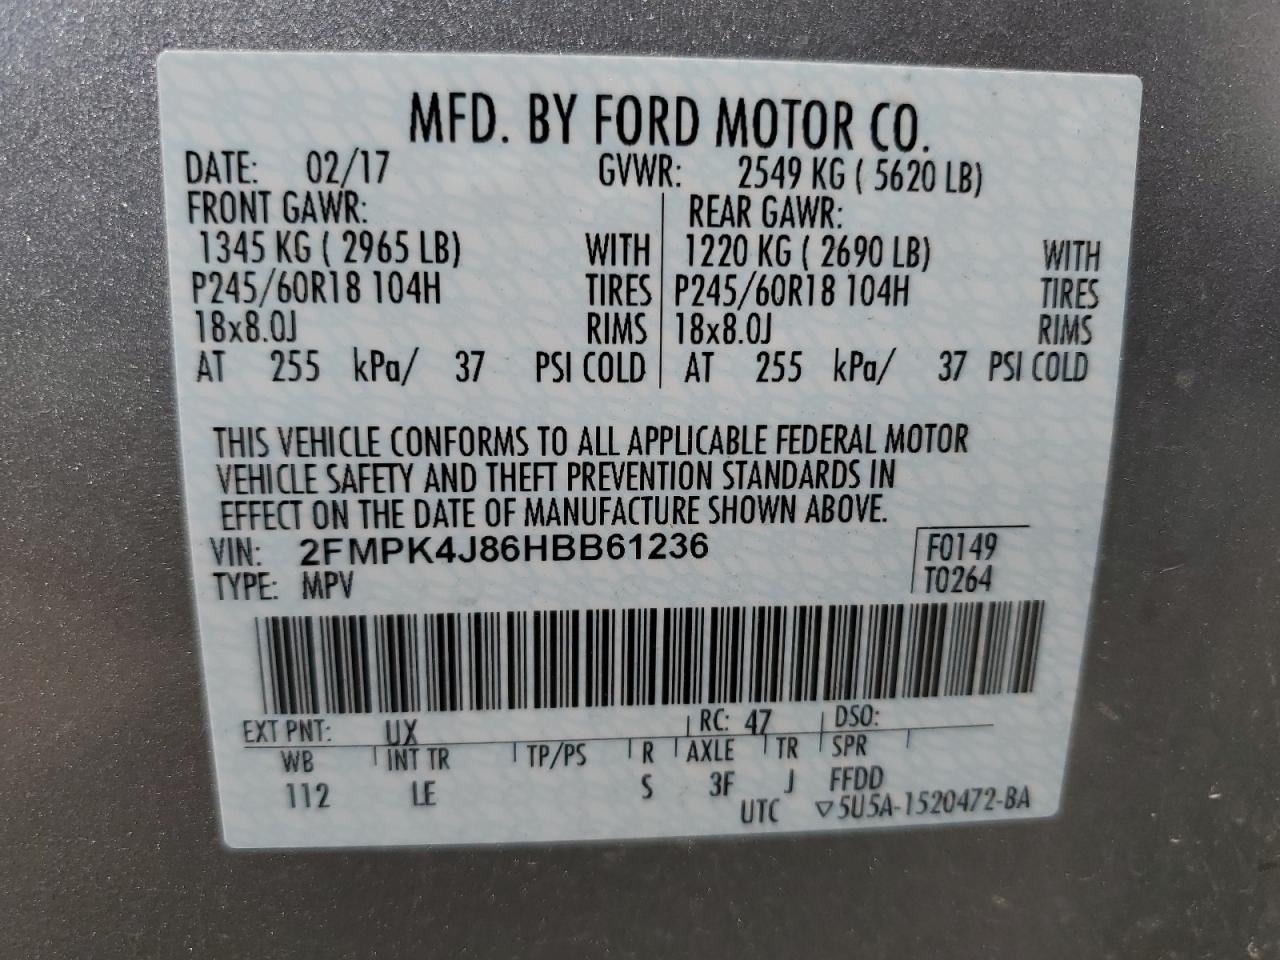 MFD. BY FORD MOTOR CO.
DATE: 02/17 GVWR: 2549 KG ( 5620 LB)
FRONT GAWR: REAR GAWR:
1345 KG ( 2965 LB) WITH 1220 KG ( 2690 LB) WITH
P245/60R18 104H TIRES P245/60R18 104H TIRES
18x8.0J RIMS 18x8.0J RIMS
AT 255 kPa/ 37 PSI COLD AT 255 kPa/ 37 PSI COLD
THIS VEHICLE CONFORMS TO ALL APPLICABLE FEDERAL MOTOR
VEHICLE SAFETY AND THEFT PREVENTION STANDARDS IN
EFFECT ON THE DATE OF MANUFACTURE SHOWN ABOVE.
VIN: 2FMPK4J86HBB61236 F0149
TYPE: MPV T0264
EXT PNT: UX RC: 47 DSO:
WB INT TR TP/PS R AXLE TR SPR
112 LE S 3F J FFDD
UTC ▽5U5A-1520472-BA